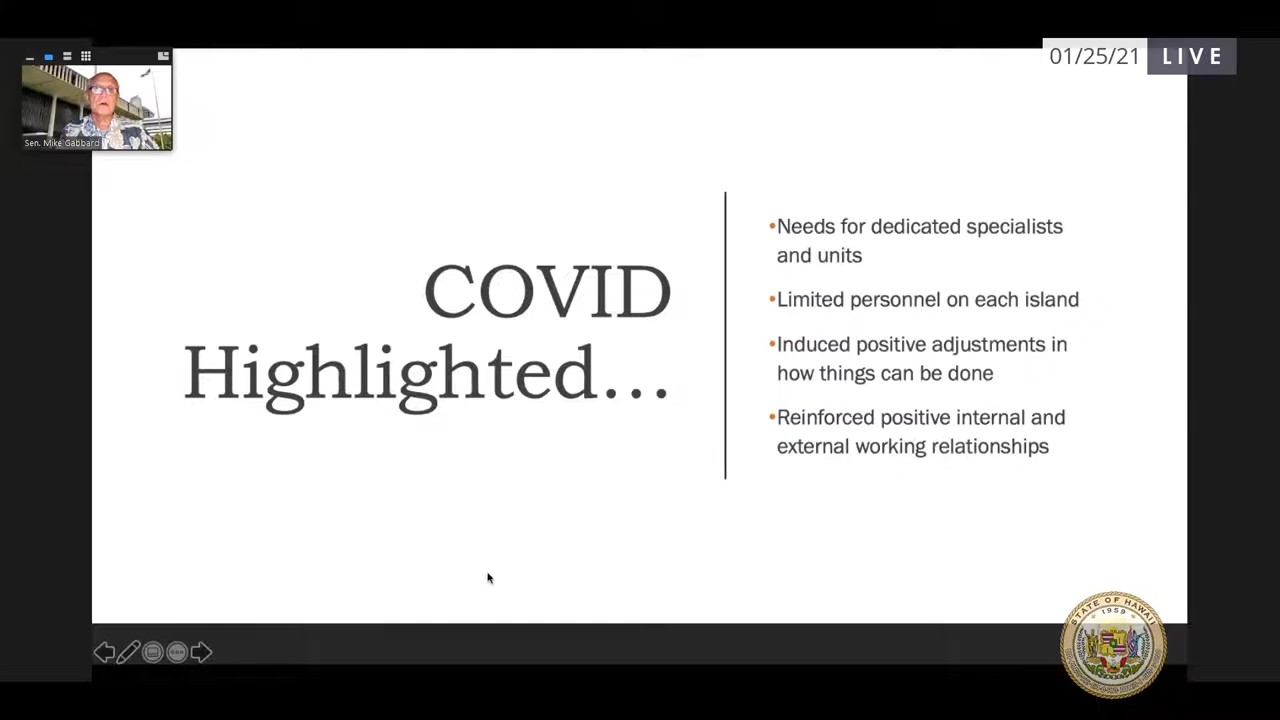 01/25/21 LIVE
Sen. Mike Gabbard
COVID
Highlighted...
•Needs for dedicated specialists
and units
•Limited personnel on each island
•Induced positive adjustments in
how things can be done
•Reinforced positive internal and
external working relationships
STATE OF HAWAII
1959